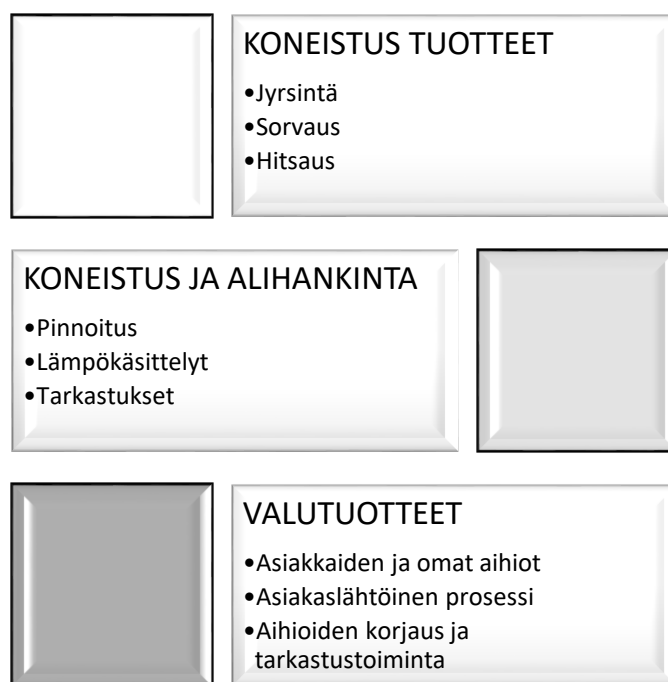 KONEISTUS TUOTTEET
•Jyrsintä
•Sorvaus
•Hitsaus
KONEISTUS JA ALIHANKINTA
•Pinnoitus
•Lämpökäsittelyt
•Tarkastukset
VALUTUOTTEET
•Asiakkaiden ja omat aihiot
•Asiakaslähtöinen prosessi
•Aihioiden korjaus ja
tarkastustoiminta